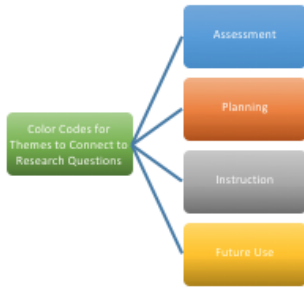 Color Codes for
Themes to Connect to
Research Questions
Assessment
Planning
Instruction
Future Use